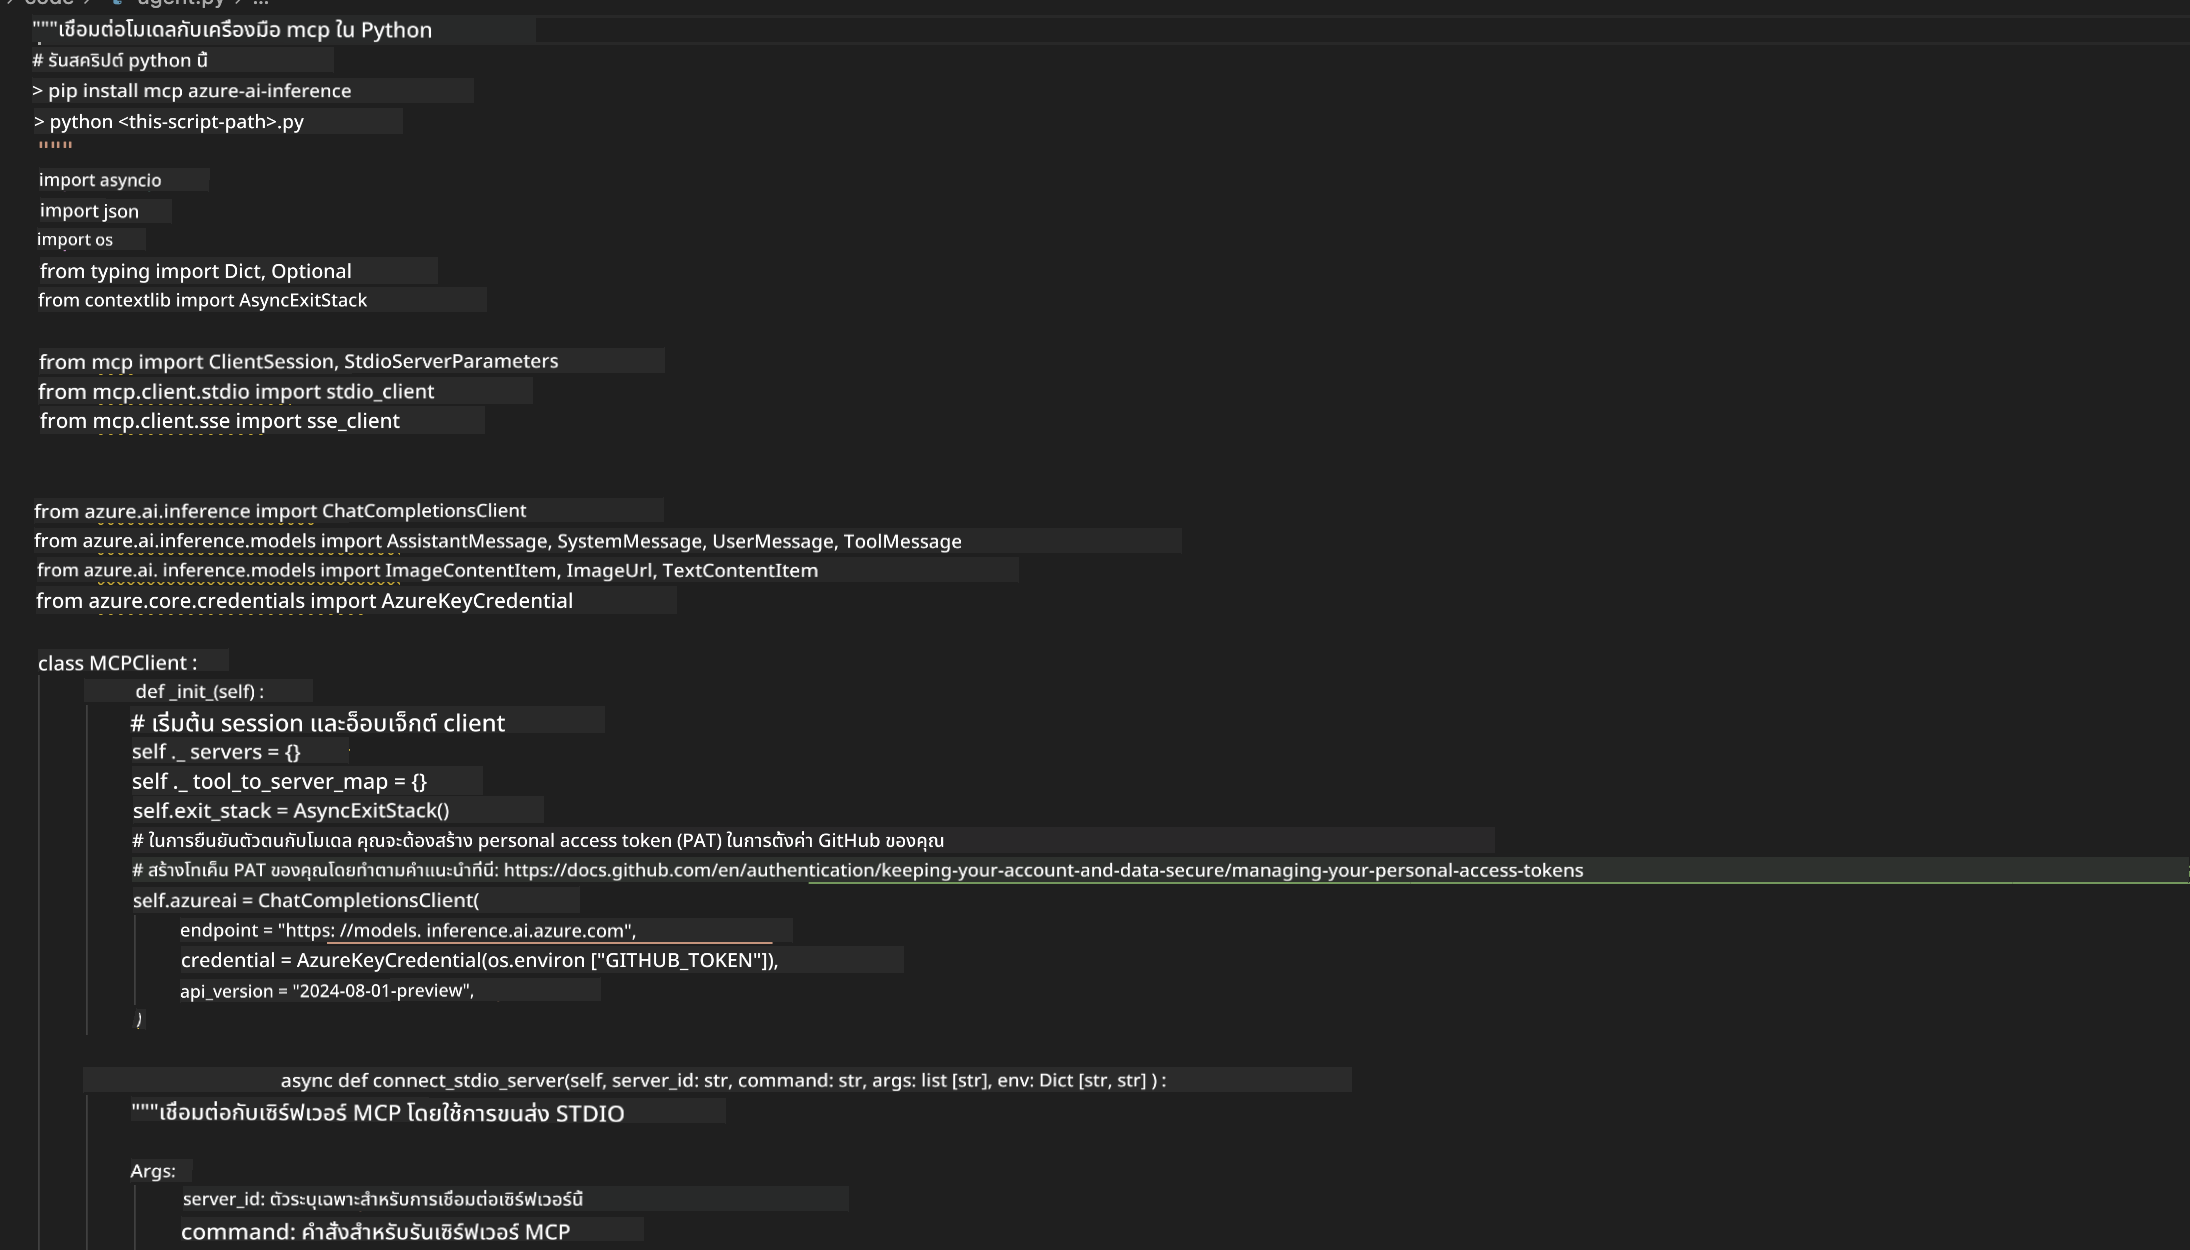 code > agent.py > ...
"""เชื่อมต่อโมเดลกับเครื่องมือ mcp ใน Python
# รันสคริปต์ python นี้
> pip install mcp azure-ai-inference
> python <this-script-path>.py
"""
import asyncio
import json
import os
from typing import Dict, Optional
from contextlib import AsyncExitStack
from mcp import ClientSession, StdioServerParameters
from mcp.client.stdio import stdio_client
from mcp.client.sse import sse_client
from azure.ai.inference import ChatCompletionsClient
from azure.ai.inference.models import AssistantMessage, SystemMessage, UserMessage, ToolMessage
from azure.ai. inference.models import ImageContentItem, ImageUrl, TextContentItem
from azure.core.credentials import AzureKeyCredential
class MCPClient :
def _init_(self) :
# เริ่มต้น session และอ็อบเจ็กต์ client
self ._ servers = {}
self ._ tool_to_server_map = {}
self.exit_stack = AsyncExitStack()
# ในการยืนยันตัวตนกับโมเดล คุณจะต้องสร้าง personal access token (PAT) ในการตั้งค่า GitHub ของคุณ
# สร้างโทเค็น PAT ของคุณโดยทำตามคำแนะนำที่นี่: https://docs.github.com/en/authentication/keeping-your-account-and-data-secure/managing-your-personal-access-tokens
self.azureai = ChatCompletionsClient(
endpoint = "https: //models. inference.ai.azure.com",
credential = AzureKeyCredential(os.environ ["GITHUB_TOKEN"]),
api_version = "2024-08-01-preview",
)
async def connect_stdio_server(self, server_id: str, command: str, args: list [str], env: Dict [str, str] ) :
"""เชื่อมต่อกับเซิร์ฟเวอร์ MCP โดยใช้การขนส่ง STDIO
Args:
server_id: ตัวระบุเฉพาะสำหรับการเชื่อมต่อเซิร์ฟเวอร์นี้
command: คำสั่งสำหรับรันเซิร์ฟเวอร์ MCP